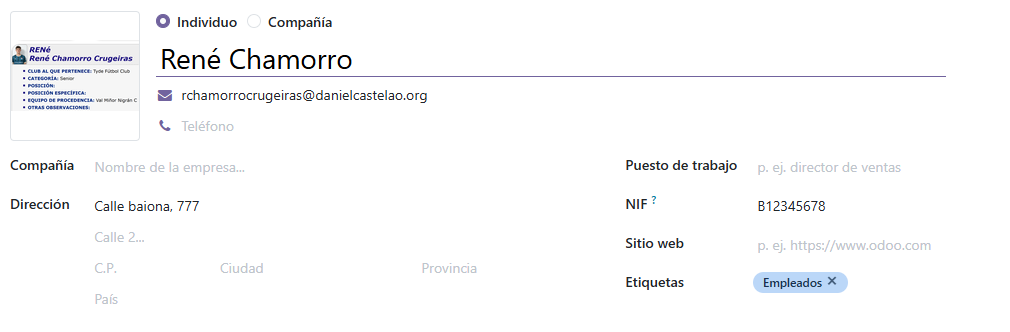 Individuo Compañía
RENé
René Chamorro Crugeiras
CLUB AL QUE PERTENECE: Tyde Fútbol Club
CATEGORÍA: Senior
POSICIÓN:
POSICIÓN ESPECÍFICA:
EQUIPO DE PROCEDENCIA: Val Miñor Nigrán C
OTRAS OBSERVACIONES:
René Chamorro
rchamorrocrugeiras@danielcastelao.org
Teléfono
Compañía Nombre de la empresa...
Puesto de trabajo p. ej. director de ventas
Dirección Calle baiona, 777
NIF ? B12345678
Calle 2...
Sitio web p. ej. https://www.odoo.com
C.P. Ciudad Provincia
Etiquetas Empleados ✕
País